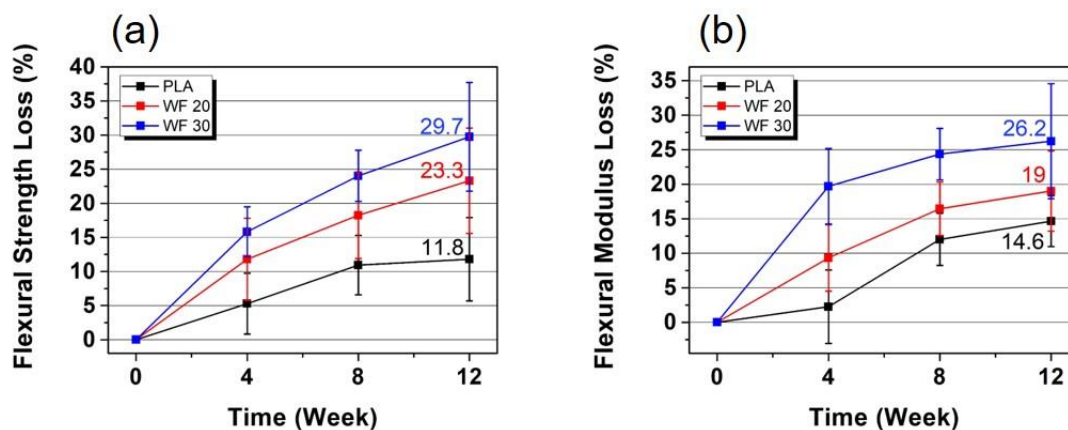 (a)
Flexural Strength Loss (%)
40
35
30
25
20
15
10
5
0
PLA
WF 20
WF 30
29.7
23.3
11.8
0 4 8 12
Time (Week)
(b)
Flexural Modulus Loss (%)
35
30
25
20
15
10
5
0
PLA
WF 20
WF 30
26.2
19
14.6
0 4 8 12
Time (Week)